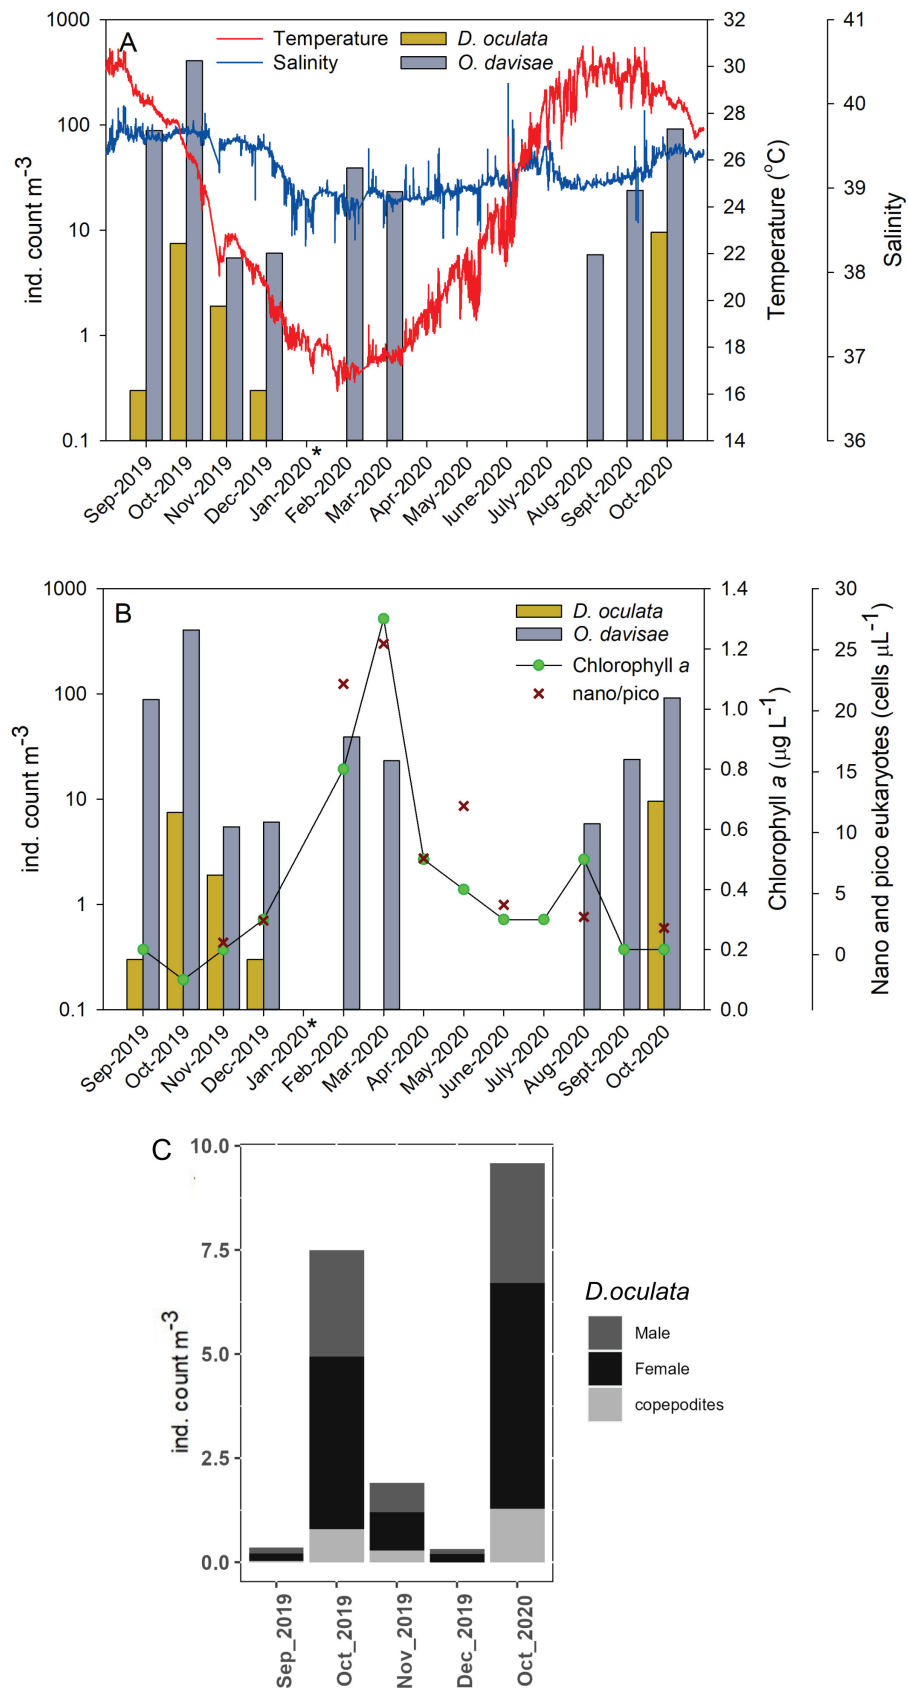 A
Temperature
Salinity
D. oculata
O. davisae
1000
100
10
1
0.1
ind. count m-3
32
30
28
26
24
22
20
18
16
14
Temperature (oC)
41
40
39
38
37
36
Salinity
Sep-2019
Oct-2019
Nov-2019
Dec-2019
Jan-2020*
Feb-2020
Mar-2020
Apr-2020
May-2020
June-2020
July-2020
Aug-2020
Sept-2020
Oct-2020
B
D. oculata
O. davisae
Chlorophyll a
nano/pico
1000
100
10
1
0.1
ind. count m-3
1.4
1.2
1.0
0.8
0.6
0.4
0.2
0.0
Chlorophyll a (µg L-1)
30
25
20
15
10
5
0
Nano and pico eukaryotes (cells µL-1)
Sep-2019
Oct-2019
Nov-2019
Dec-2019
Jan-2020*
Feb-2020
Mar-2020
Apr-2020
May-2020
June-2020
July-2020
Aug-2020
Sept-2020
Oct-2020
C
10.0
7.5
5.0
2.5
0.0
ind. count m-3
D.oculata
Male
Female
copepodites
Sep_2019
Oct_2019
Nov_2019
Dec_2019
Oct_2020